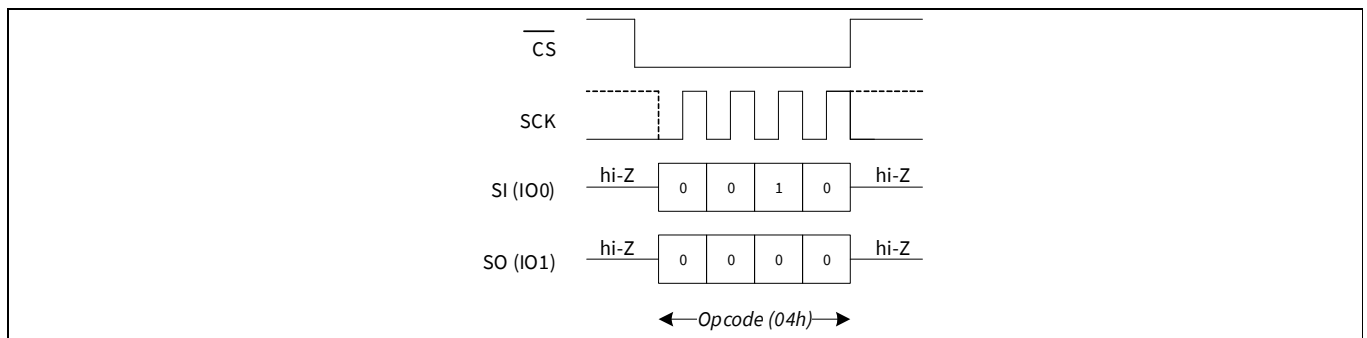 CS
SCK
SI (IO0) hi-Z 0 0 1 0 hi-Z
SO (IO1) hi-Z 0 0 0 0 hi-Z
Opcode (04h)